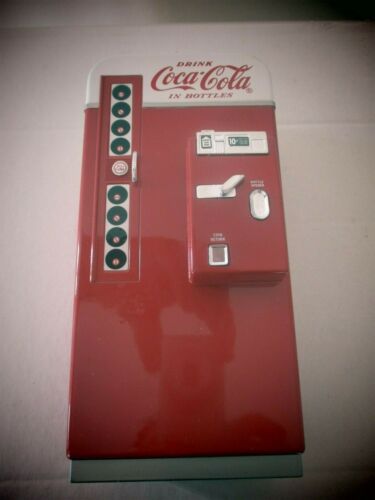 DRINK
Coca-Cola®
IN BOTTLES
10¢
BOTTLE
OPENER
COIN
RETURN